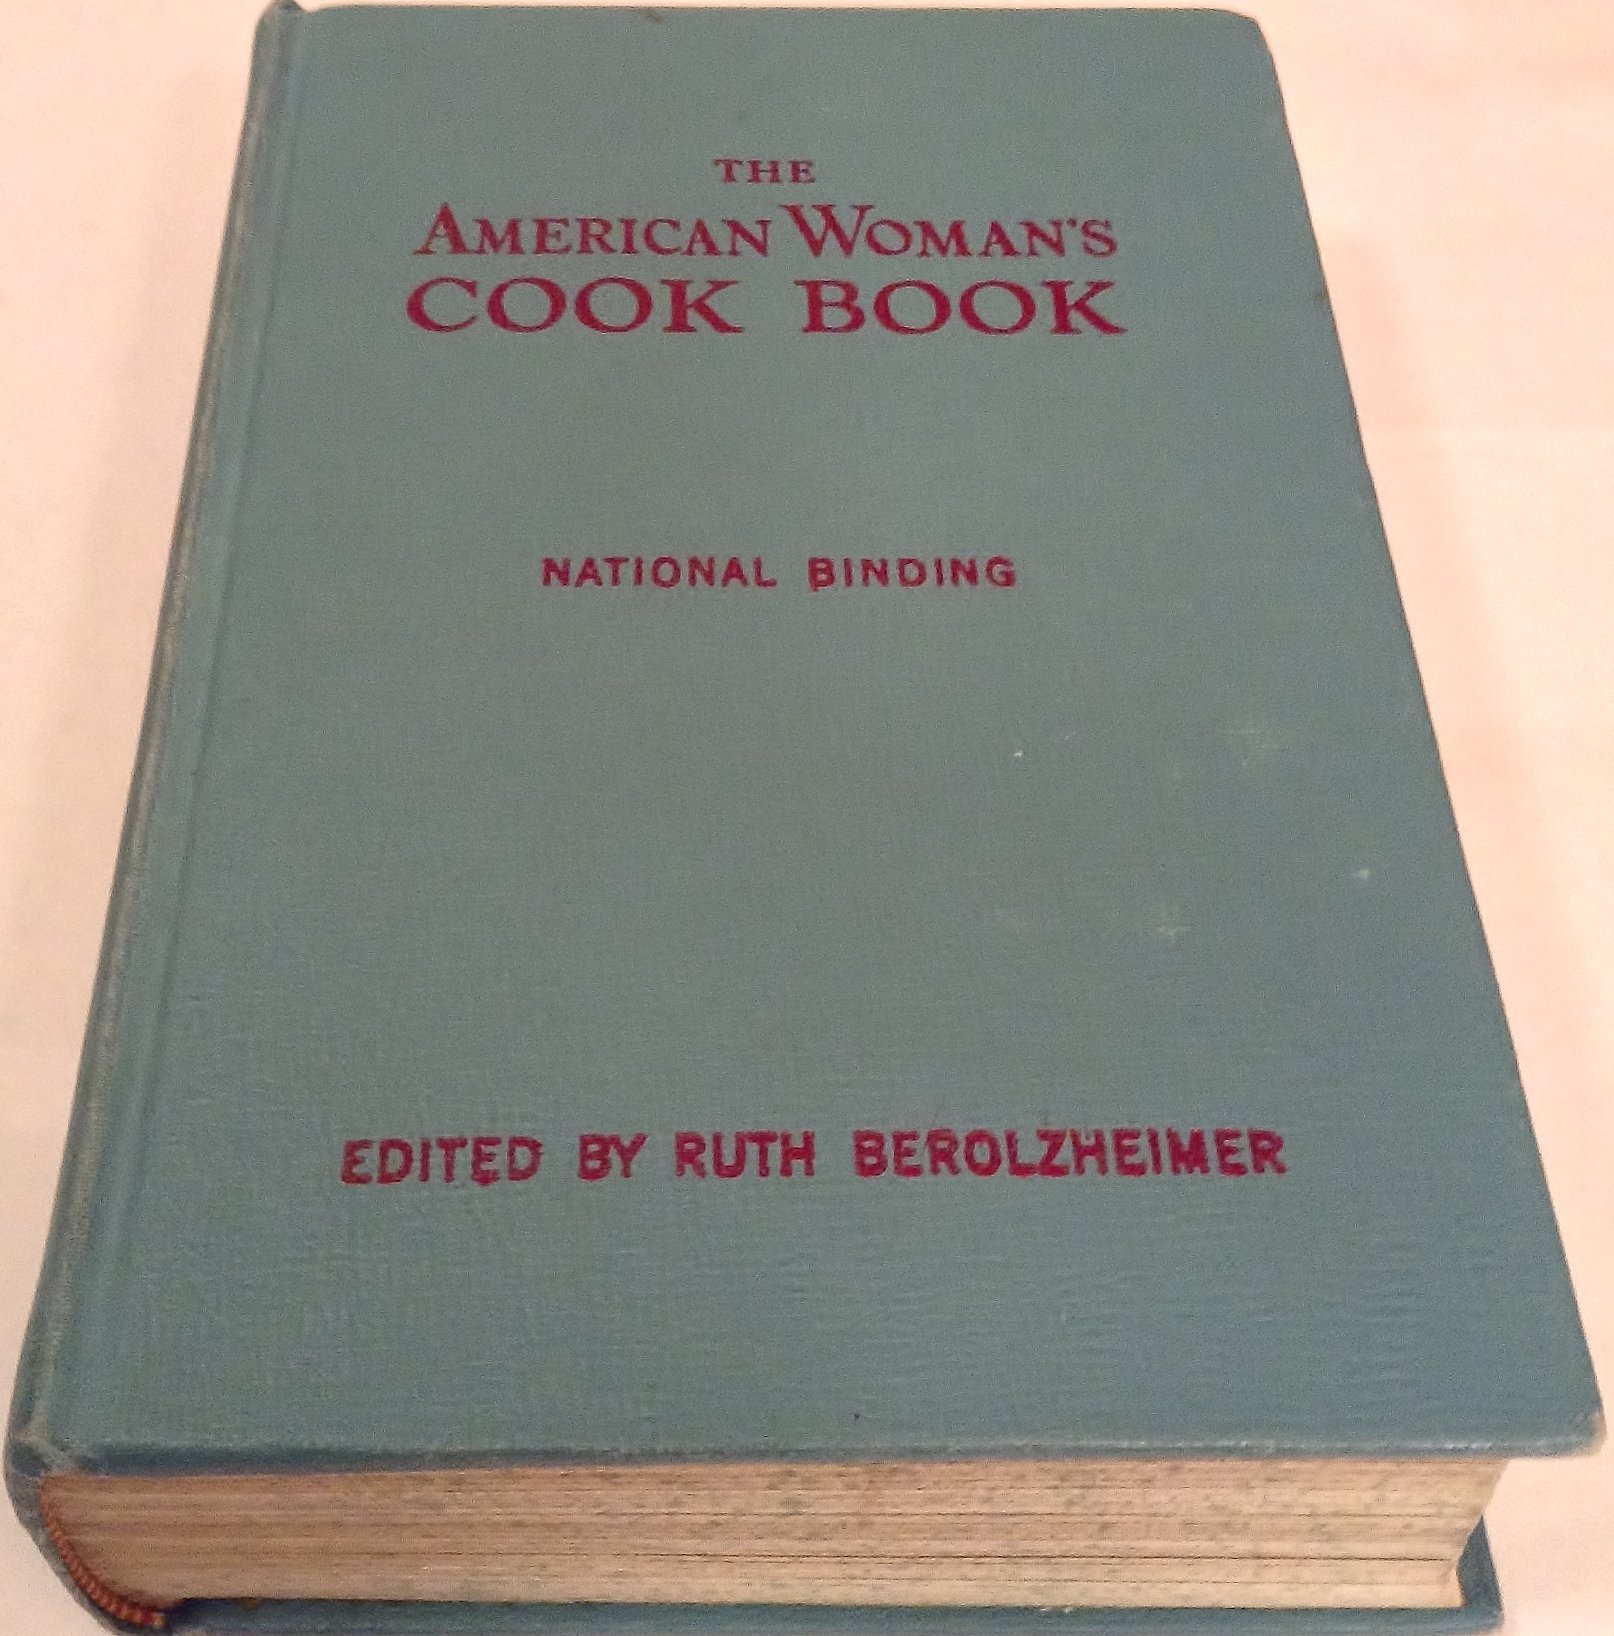 THE
AMERICAN WOMAN'S
COOK BOOK
NATIONAL BINDING
EDITED BY RUTH BEROLZHEIMER